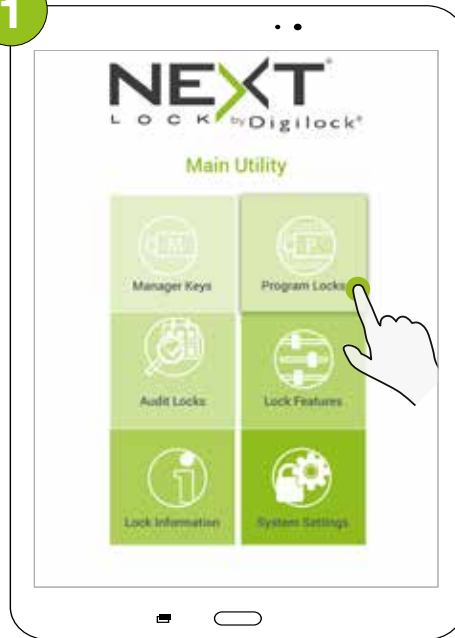 1
NEXT®
LOCK by Digilock®
Main Utility
M P
Manager Keys Program Locks
Audit Locks Lock Features
i
Lock Information System Settings